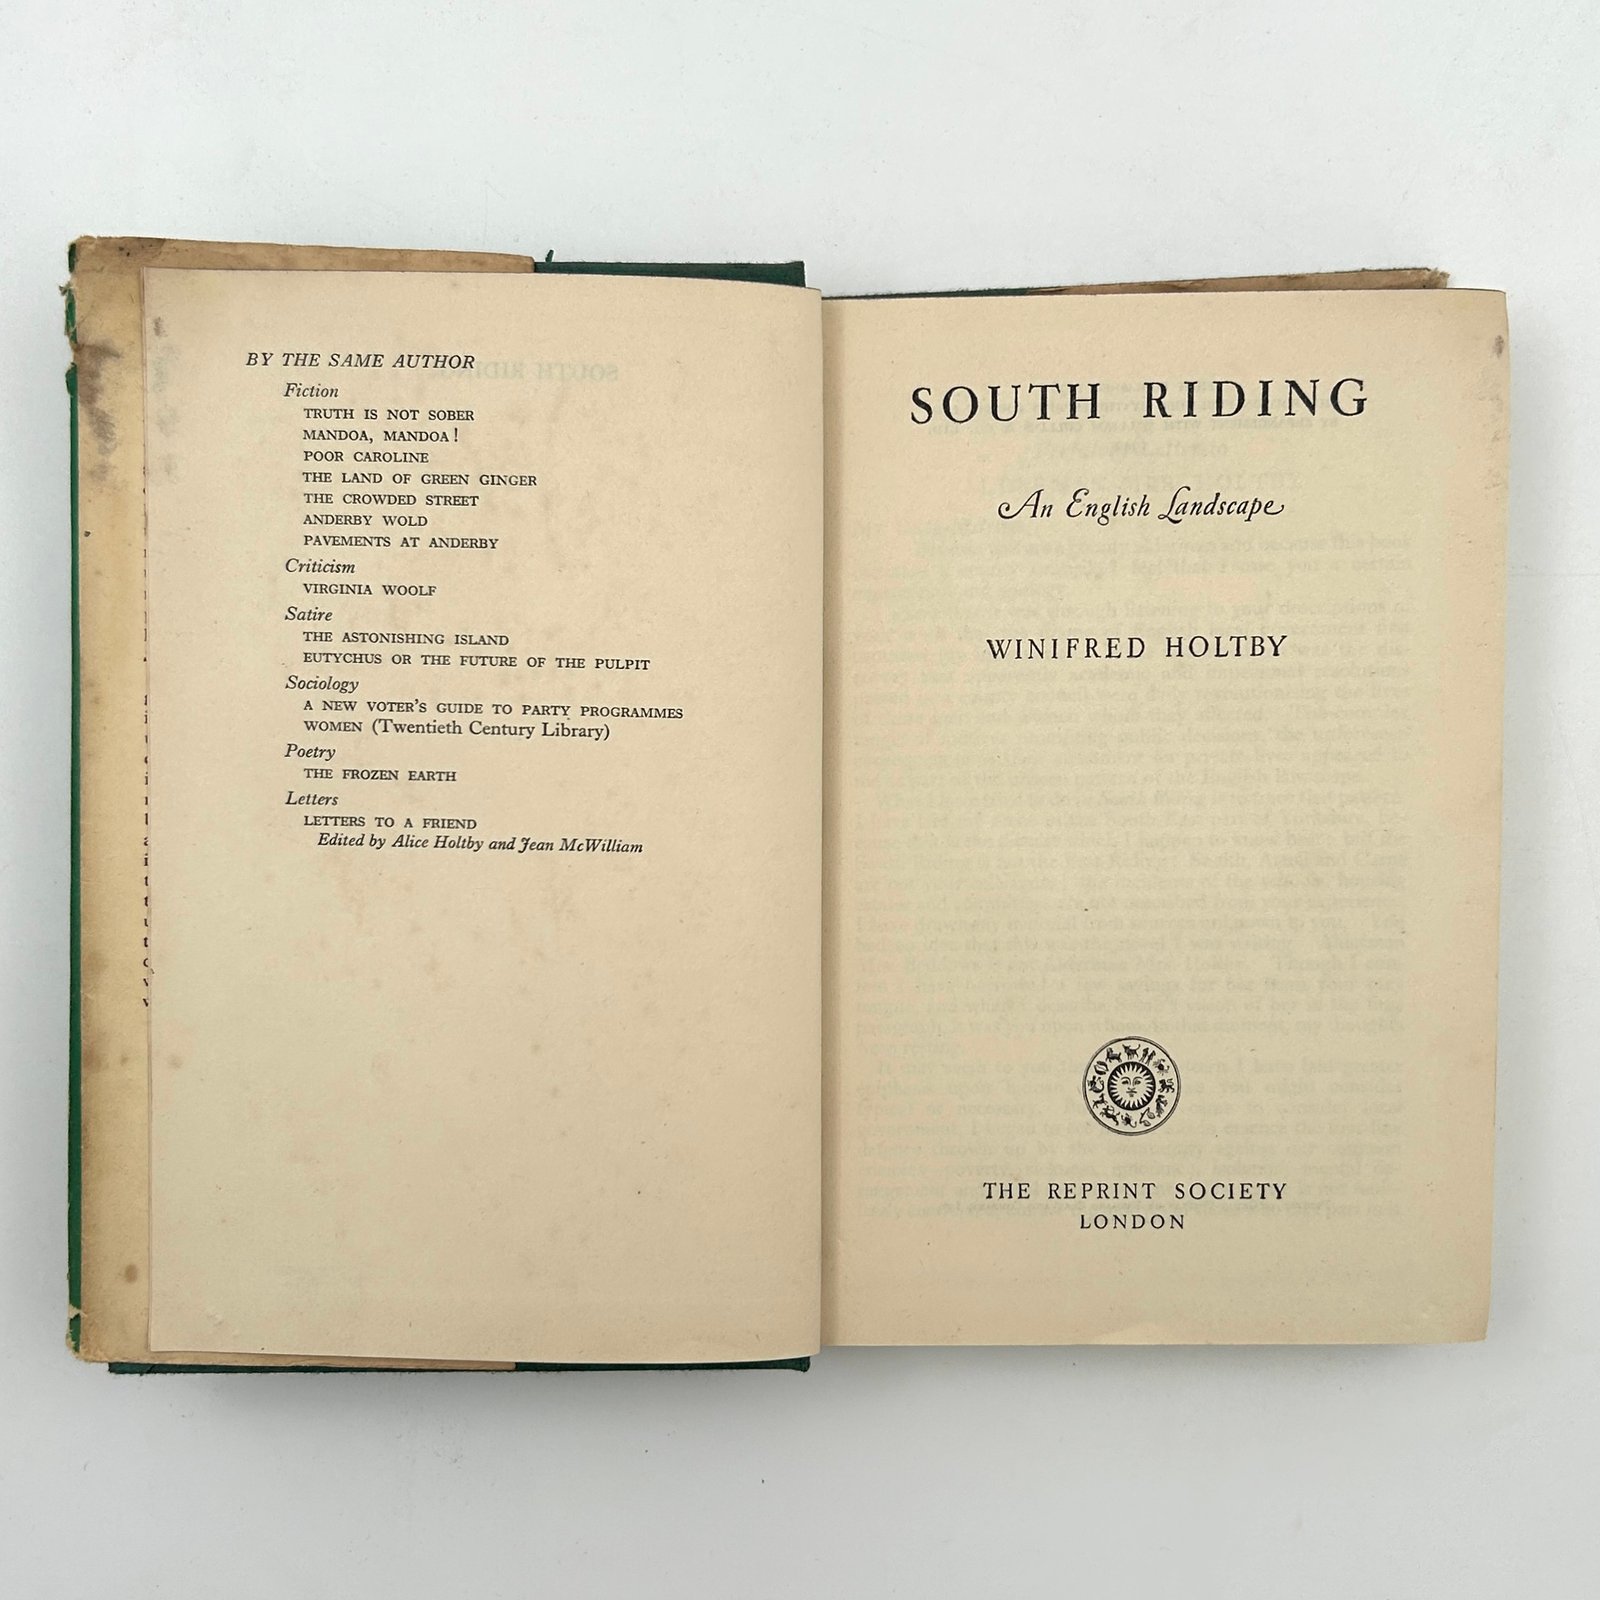 BY THE SAME AUTHOR
Fiction
TRUTH IS NOT SOBER
MANDOA, MANDOA!
POOR CAROLINE
THE LAND OF GREEN GINGER
THE CROWDED STREET
ANDERBY WOLD
PAVEMENTS AT ANDERBY
Criticism
VIRGINIA WOOLF
Satire
THE ASTONISHING ISLAND
EUTYCHUS OR THE FUTURE OF THE PULPIT
Sociology
A NEW VOTER'S GUIDE TO PARTY PROGRAMMES
WOMEN (Twentieth Century Library)
Poetry
THE FROZEN EARTH
Letters
LETTERS TO A FRIEND
Edited by Alice Holtby and Jean McWilliam
SOUTH RIDING
An English Landscape
WINIFRED HOLTBY
THE REPRINT SOCIETY
LONDON